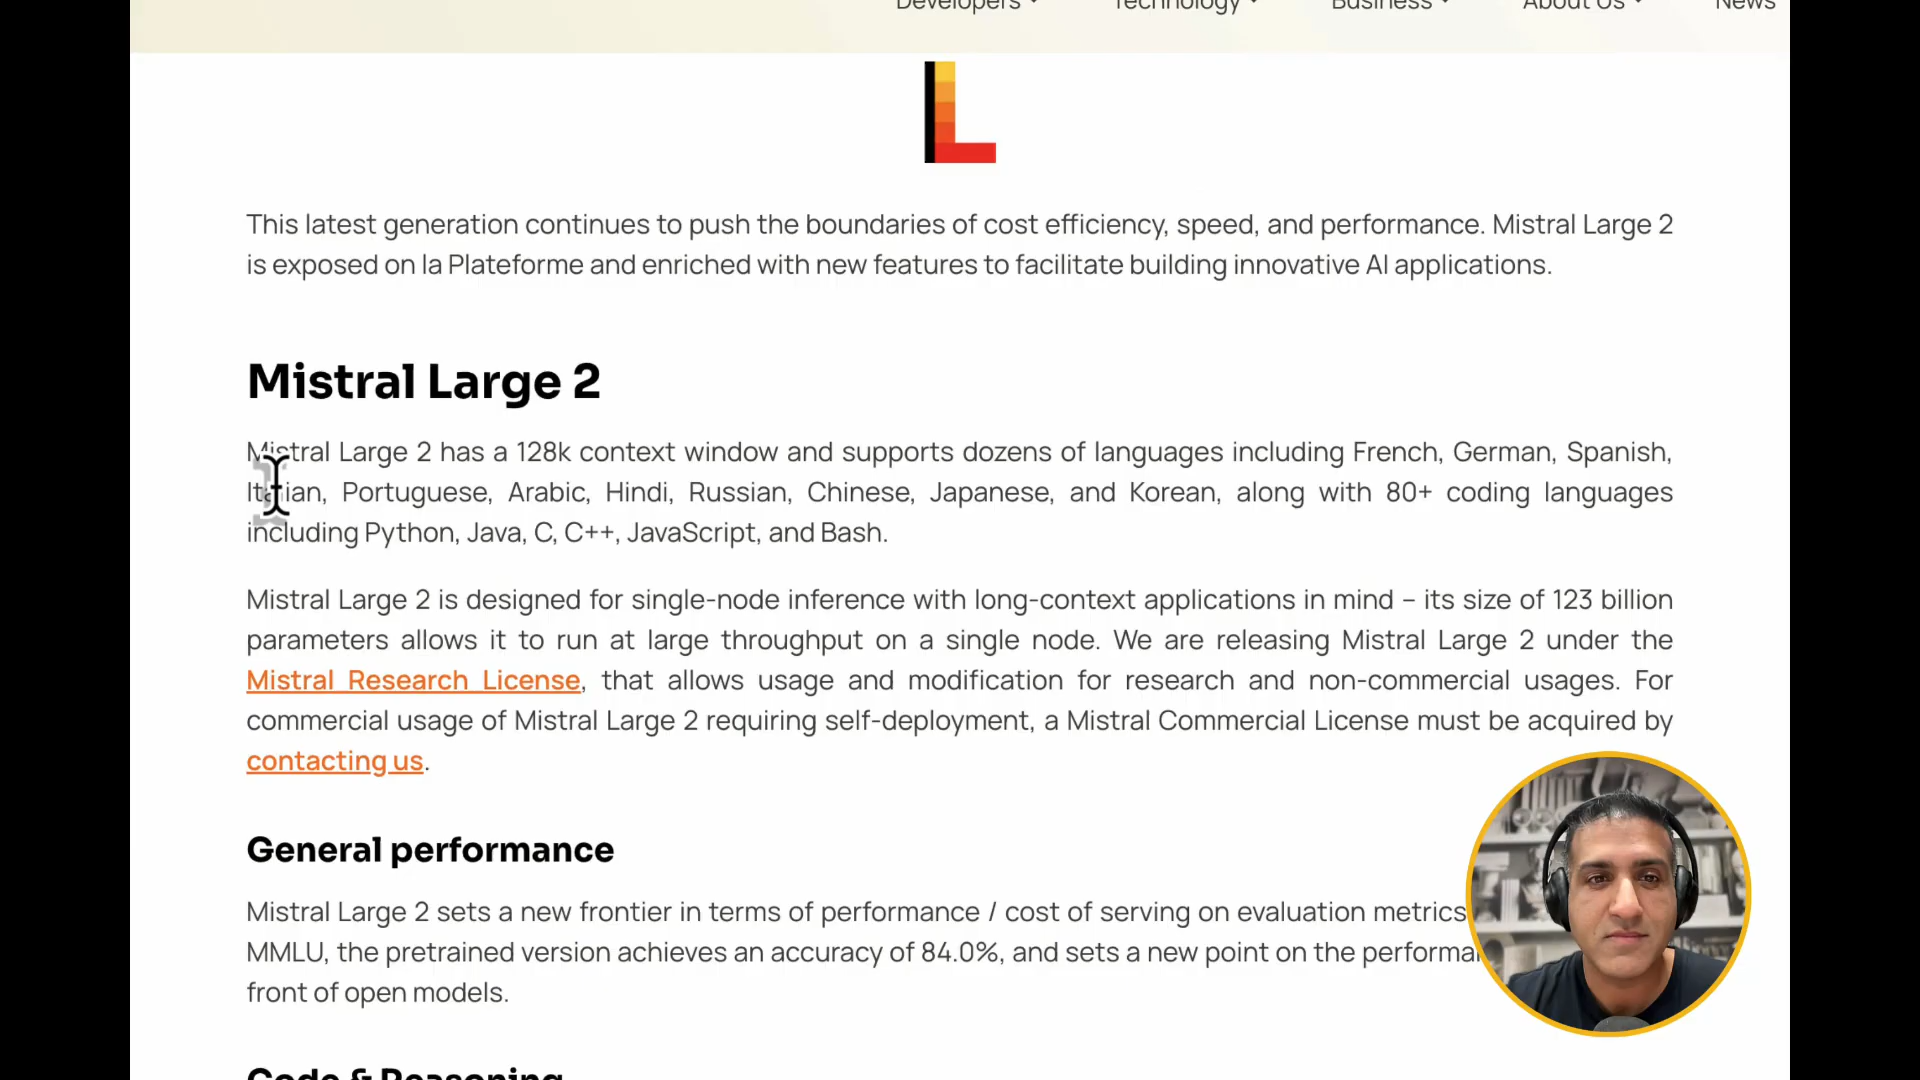 Developers Technology Business About Us News
This latest generation continues to push the boundaries of cost efficiency, speed, and performance. Mistral Large 2
is exposed on la Plateforme and enriched with new features to facilitate building innovative AI applications.
Mistral Large 2
Mistral Large 2 has a 128k context window and supports dozens of languages including French, German, Spanish,
Italian, Portuguese, Arabic, Hindi, Russian, Chinese, Japanese, and Korean, along with 80+ coding languages
including Python, Java, C, C++, JavaScript, and Bash.
Mistral Large 2 is designed for single-node inference with long-context applications in mind – its size of 123 billion
parameters allows it to run at large throughput on a single node. We are releasing Mistral Large 2 under the
Mistral Research License, that allows usage and modification for research and non-commercial usages. For
commercial usage of Mistral Large 2 requiring self-deployment, a Mistral Commercial License must be acquired by
contacting us.
General performance
Mistral Large 2 sets a new frontier in terms of performance / cost of serving on evaluation metrics
MMLU, the pretrained version achieves an accuracy of 84.0%, and sets a new point on the
front of open models.
Code & Reasoning